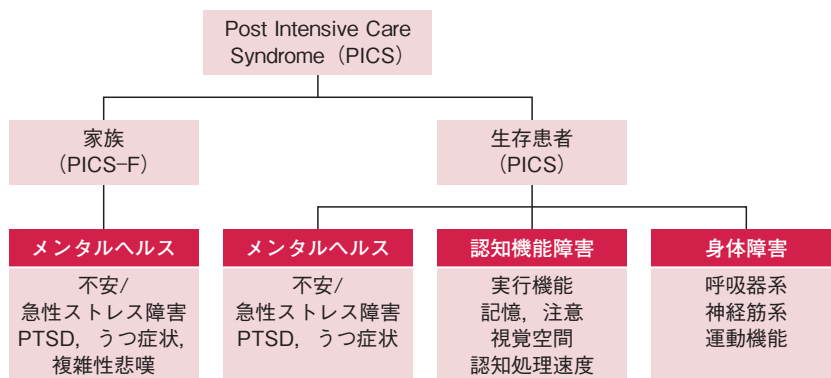 Post Intensive Care
Syndrome（PICS）
家族
（PICS-F）
生存患者
（PICS）
メンタルヘルス
不安/
急性ストレス障害
PTSD，うつ症状，
複雑性悲嘆
メンタルヘルス
不安/
急性ストレス障害
PTSD，うつ症状
認知機能障害
実行機能
記憶，注意
視覚空間
認知処理速度
身体障害
呼吸器系
神経筋系
運動機能